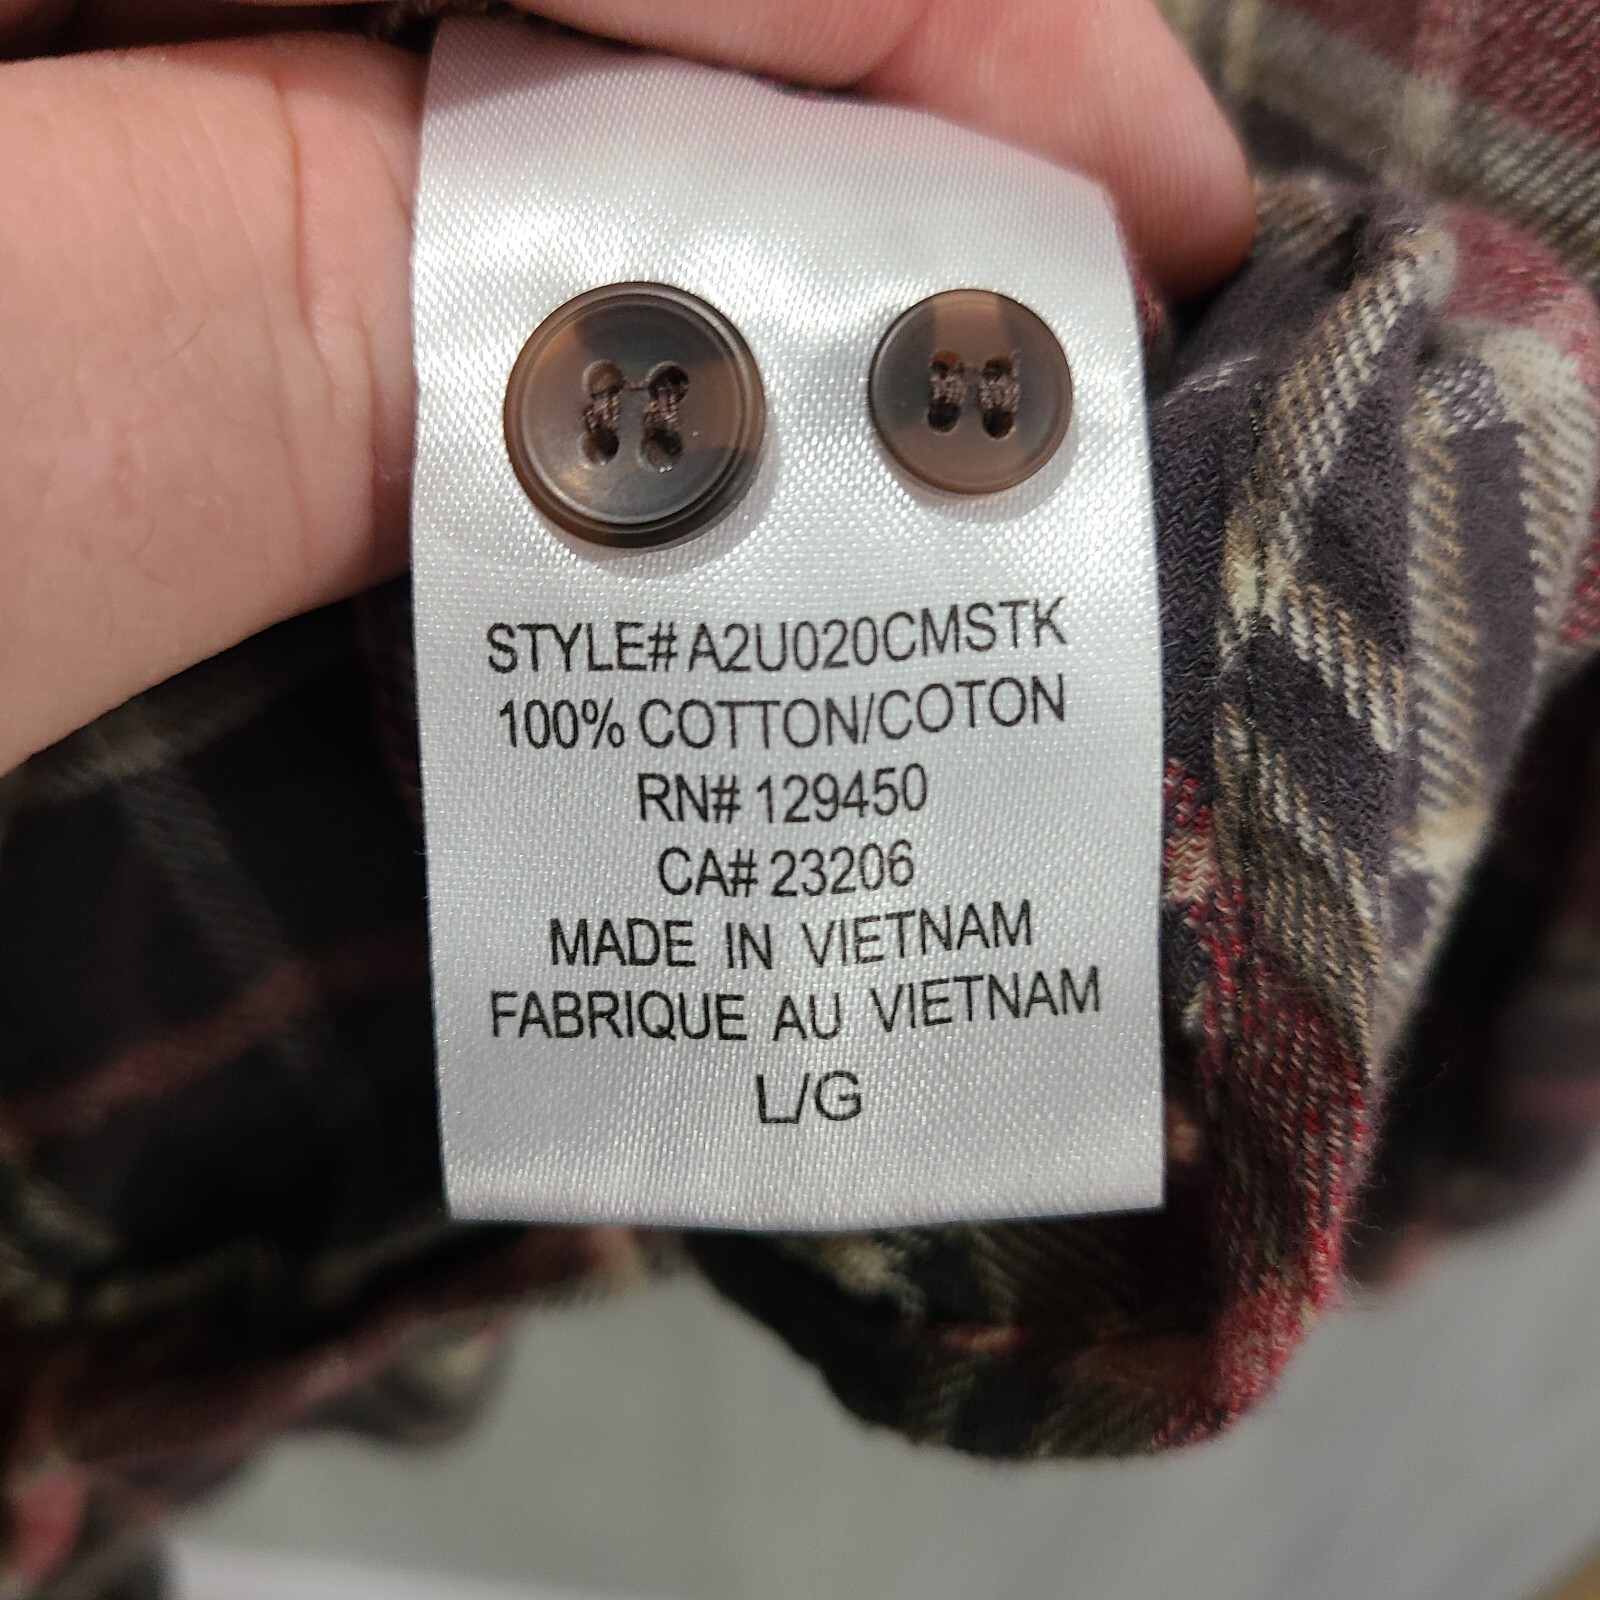 STYLE# A2U020CMSTK
100% COTTON/COTON
RN# 129450
CA# 23206
MADE IN VIETNAM
FABRIQUE AU VIETNAM
L/G